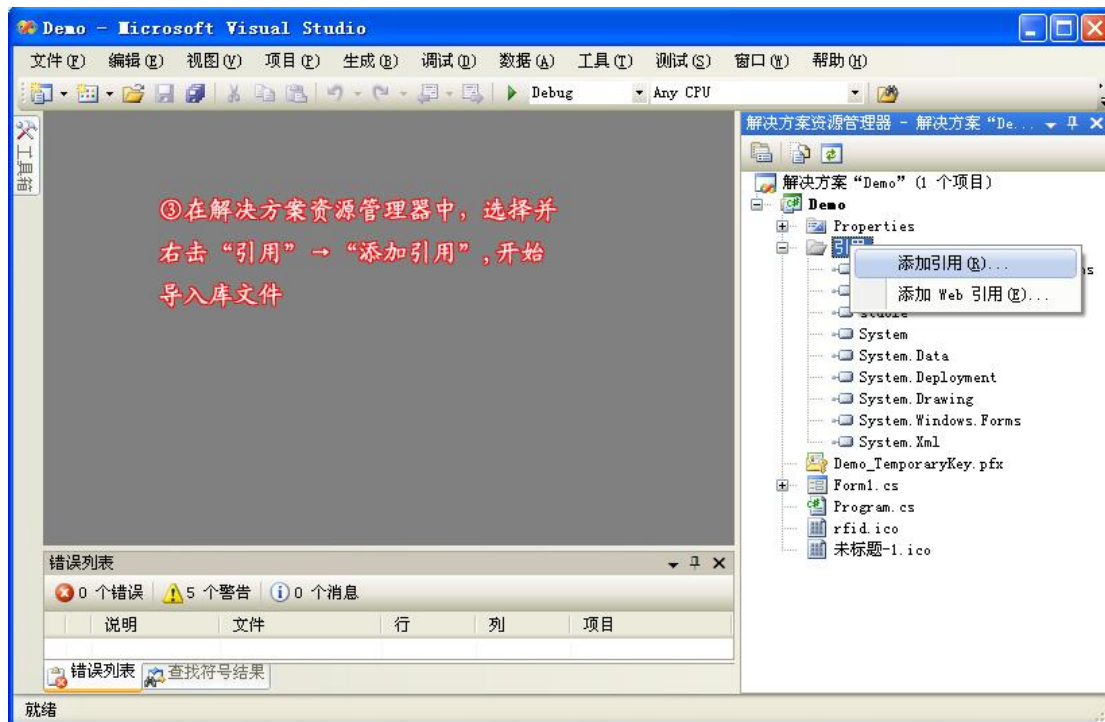 Demo - Microsoft Visual Studio
文件(F) 编辑(E) 视图(V) 项目(P) 生成(B) 调试(D) 数据(A) 工具(T) 测试(S) 窗口(W) 帮助(H)
Debug Any CPU
工具箱
解决方案资源管理器 - 解决方案“De...
解决方案“Demo”(1 个项目)
Demo
Properties
引用
添加引用(R)...
添加 Web 引用(E)...
System
System.Data
System.Deployment
System.Drawing
System.Windows.Forms
System.Xml
Demo_TemporaryKey.pfx
Form1.cs
Program.cs
rfid.ico
未标题-1.ico
③在解决方案资源管理器中，选择并
右击“引用”→“添加引用”,开始
导入库文件
错误列表
0 个错误 5 个警告 0 个消息
说明 文件 行 列 项目
错误列表 查找符号结果
就绪